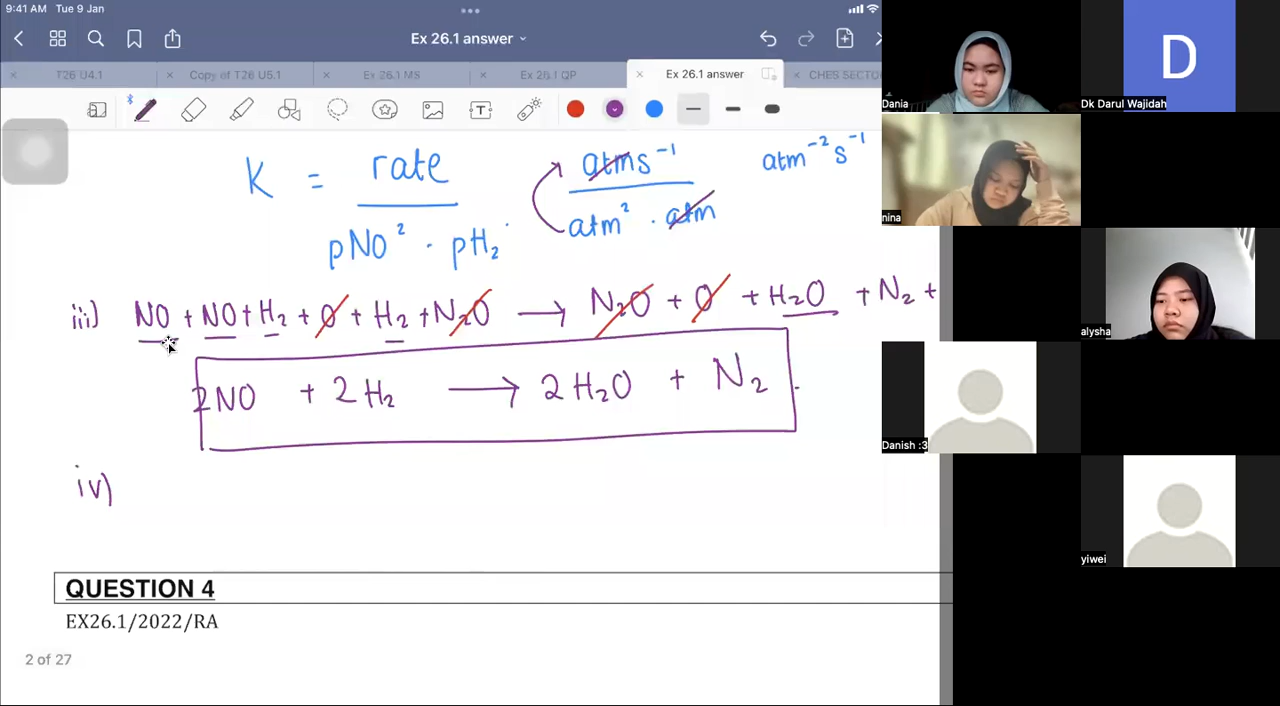 9:41 AM Tue 9 Jan
Ex 26.1 answer
T26 U4.1
Copy of T26 U5.1
Ex 26.1 MS
Ex 26.1 QP
Ex 26.1 answer
CHES SECTOR
K = rate / pNO² · pH₂
atms⁻¹ / atm² · atm
atm⁻²s⁻¹
iii) NO + NO + H₂ + O + H₂ + N₂O → N₂O + O + H₂O + N₂ +
2NO + 2H₂ → 2H₂O + N₂
iv)
QUESTION 4
EX26.1/2022/RA
2 of 27
Dania
D
Dk Darul Wajidah
nina
alysha
Danish :3
yiwei